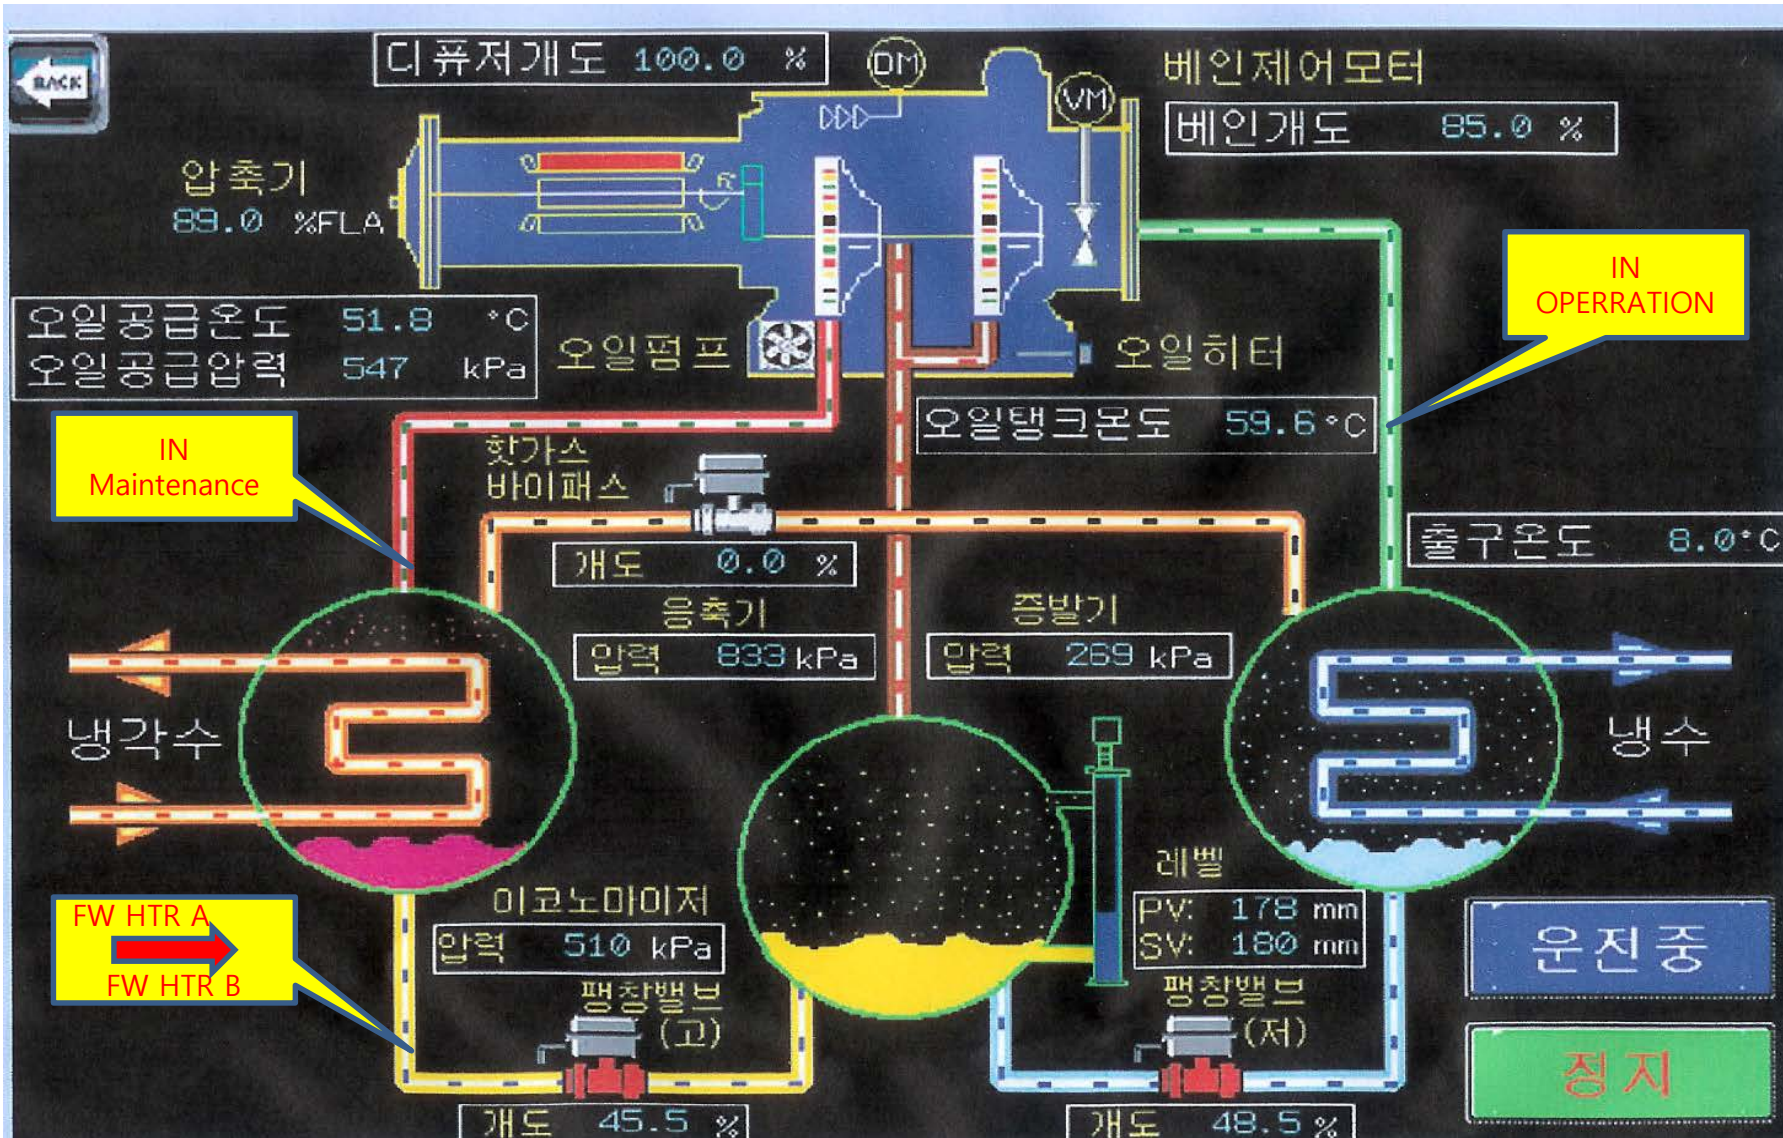 BACK
디퓨저개도 100.0 %
DM
베인제어모터
VM
베인개도 85.0 %
압축기
89.0 %FLA
IN
OPERRATION
오일공급온도 51.8 °C
오일공급압력 547 kPa
오일펌프
오일히터
오일탱크온도 59.6°C
IN
Maintenance
핫가스
바이패스
개도 0.0 %
출구온도 8.0°C
응축기
압력 833 kPa
증발기
압력 269 kPa
냉각수
냉수
레벨
PV: 178 mm
SV: 180 mm
이코노마이저
압력 510 kPa
FW HTR A
FW HTR B
팽창밸브
(고)
개도 45.5 %
팽창밸브
(저)
개도 48.5 %
운전중
정지